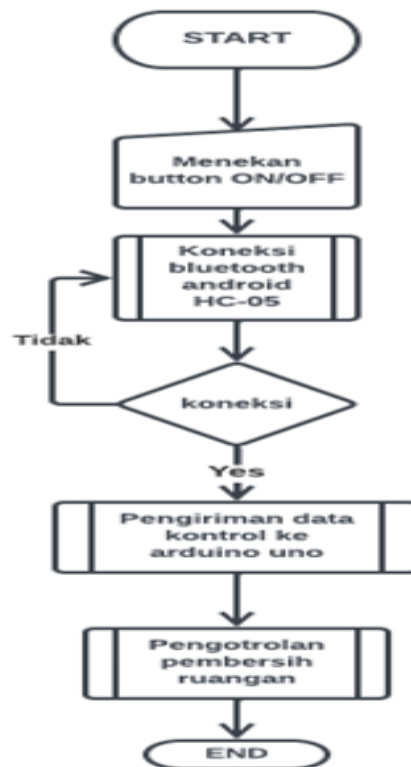 START
Menekan
button ON/OFF
Koneksi
bluetooth
android
HC-05
Tidak
koneksi
Yes
Pengiriman data
kontrol ke
arduino uno
Pengotrolan
pembersih
ruangan
END